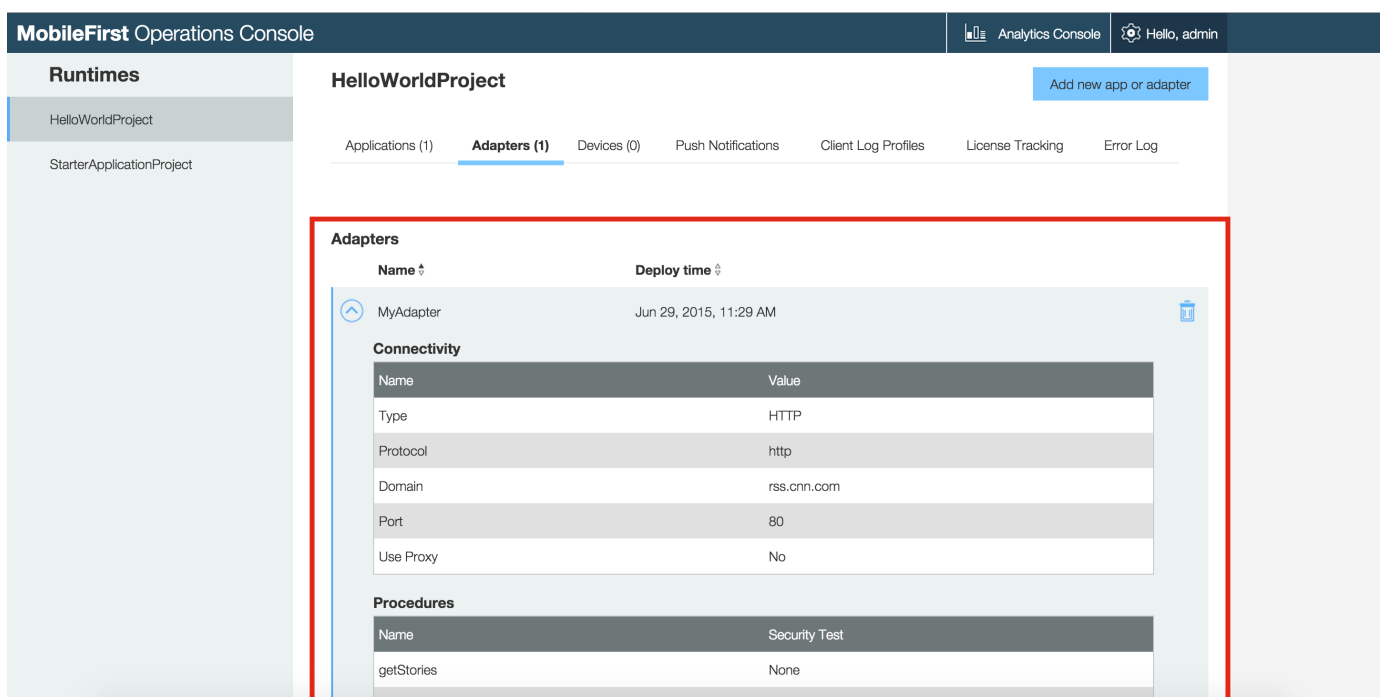 MobileFirst Operations Console
Analytics Console
Hello, admin
Runtimes
HelloWorldProject
StarterApplicationProject
HelloWorldProject
Add new app or adapter
Applications (1) Adapters (1) Devices (0) Push Notifications Client Log Profiles License Tracking Error Log
Adapters
Name Deploy time
MyAdapter Jun 29, 2015, 11:29 AM
Connectivity
Name Value
Type HTTP
Protocol http
Domain rss.cnn.com
Port 80
Use Proxy No
Procedures
Name Security Test
getStories None